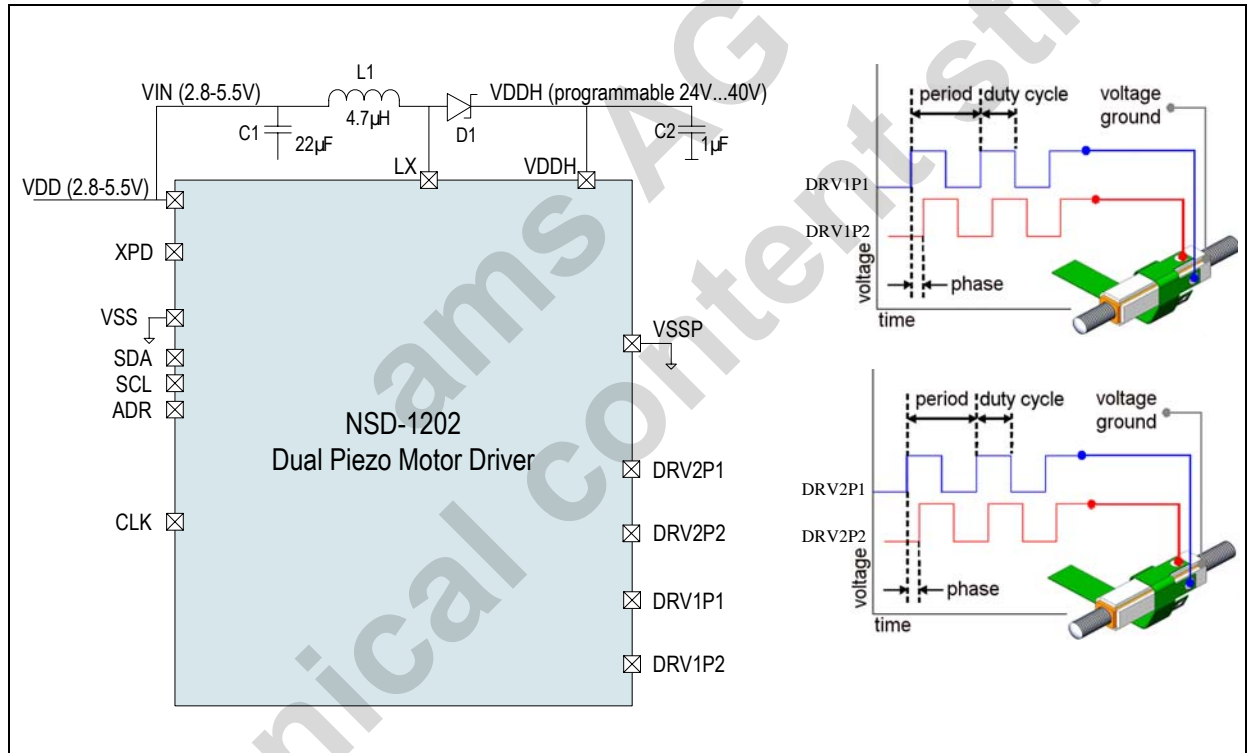 L1
VIN (2.8-5.5V)
VDDH (programmable 24V...40V)
4.7µH
C1
22µF
D1
C2
1µF
LX
VDDH
VDD (2.8-5.5V)
XPD
VSS
SDA
SCL
ADR
CLK
NSD-1202
Dual Piezo Motor Driver
VSSP
DRV2P1
DRV2P2
DRV1P1
DRV1P2
period
duty cycle
voltage
ground
DRV1P1
DRV1P2
voltage
phase
time
period
duty cycle
voltage
ground
DRV2P1
DRV2P2
voltage
phase
time
ams AG
nical content sti